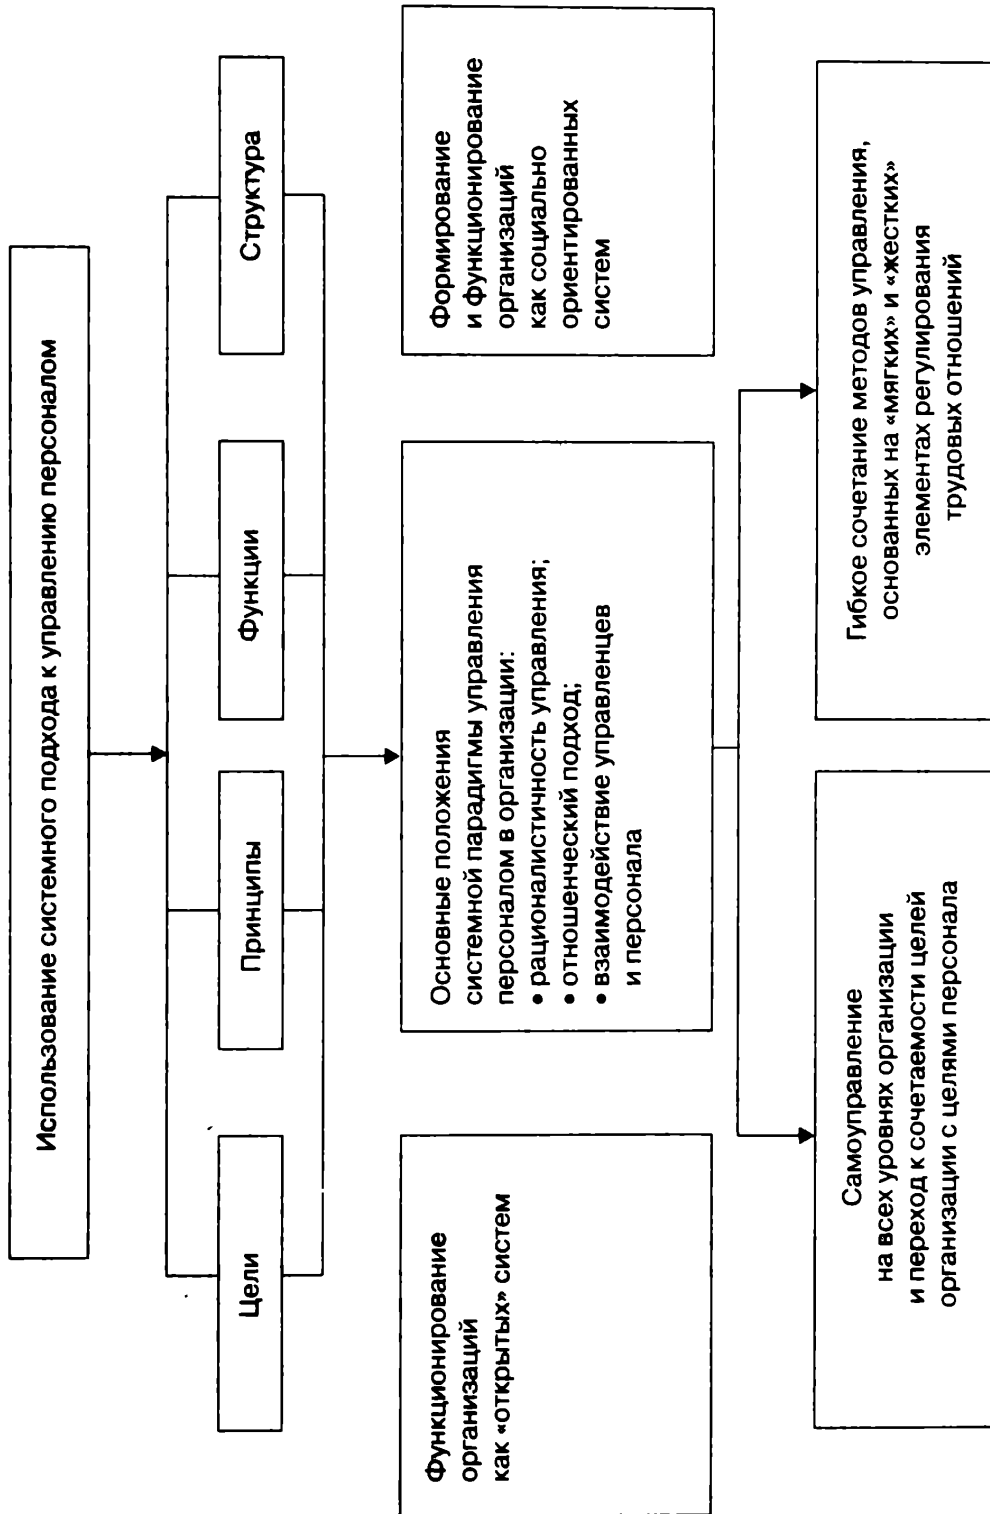 Использование системного подхода к управлению персоналом
Цели
Принципы
Функции
Структура
Функционирование
организаций
как «открытых» систем
Основные положения
системной парадигмы управления
персоналом в организации:
• рационалистичность управления;
• отношенческий подход;
• взаимодействие управленцев
и персонала
Формирование
и функционирование
организаций
как социально
ориентированных
систем
Самоуправление
на всех уровнях организации
и переход к сочетаемости целей
организации с целями персонала
Гибкое сочетание методов управления,
основанных на «мягких» и «жестких»
элементах регулирования
трудовых отношений